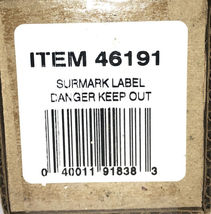 ITEM 46191
SURMARK LABEL
DANGER KEEP OUT
0 40011 91838 3